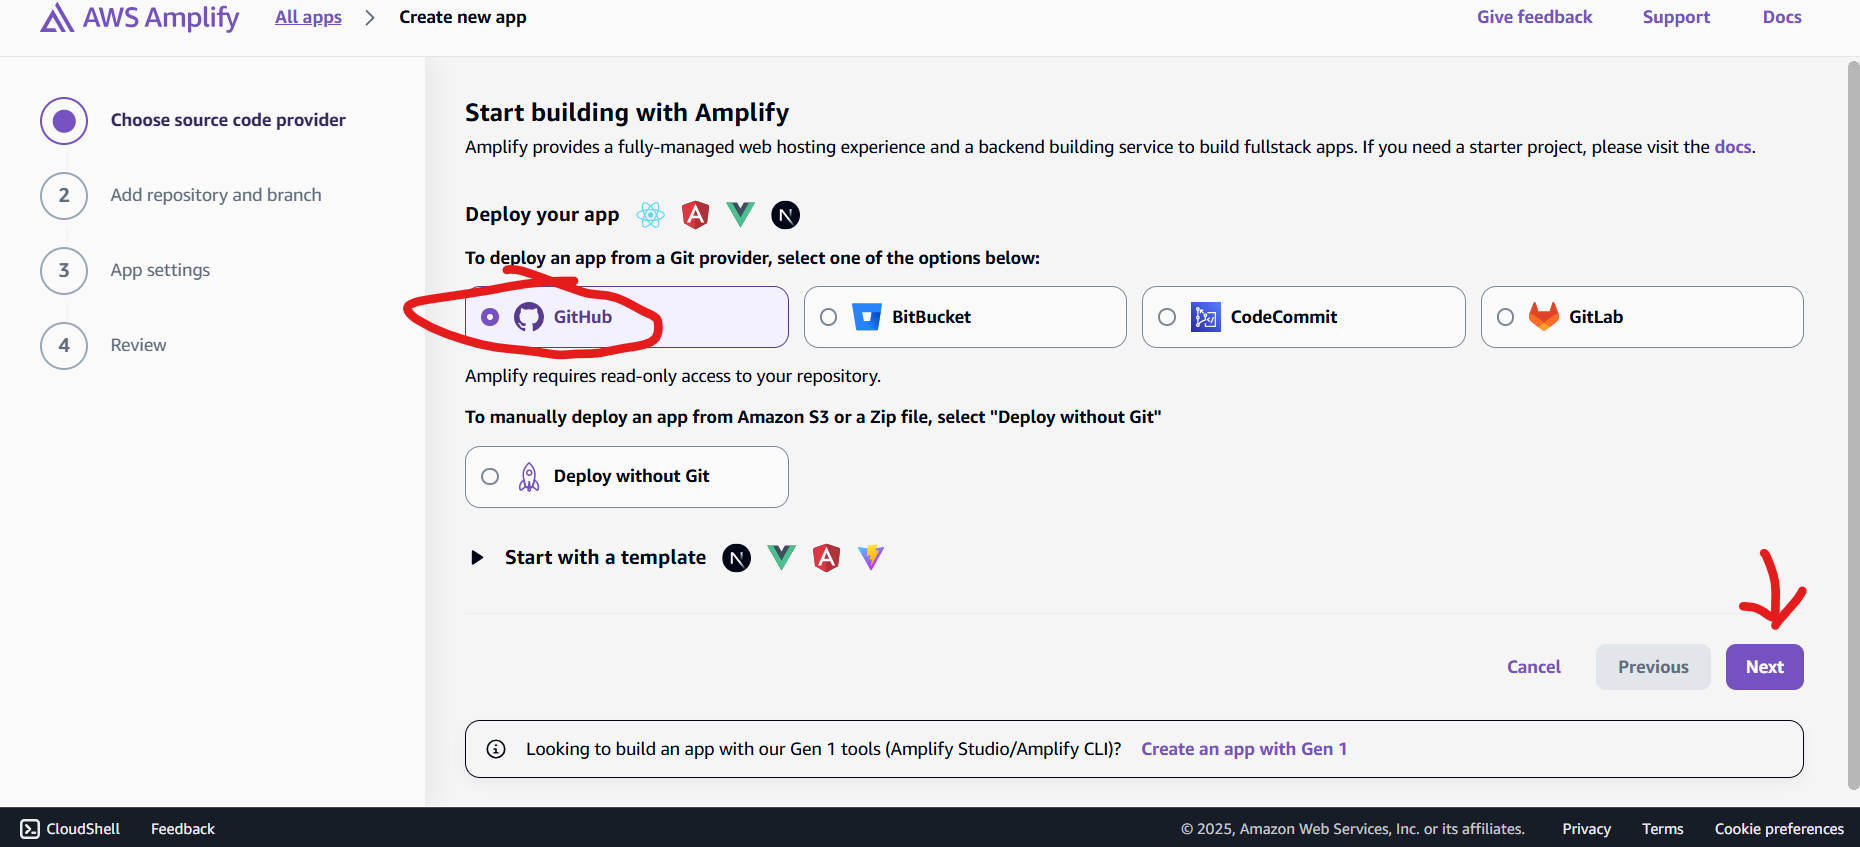 AWS Amplify All apps Create new app Give feedback Support Docs
Choose source code provider
2 Add repository and branch
3 App settings
4 Review
Start building with Amplify
Amplify provides a fully-managed web hosting experience and a backend building service to build fullstack apps. If you need a starter project, please visit the docs.
Deploy your app
To deploy an app from a Git provider, select one of the options below:
GitHub BitBucket CodeCommit GitLab
Amplify requires read-only access to your repository.
To manually deploy an app from Amazon S3 or a Zip file, select "Deploy without Git"
Deploy without Git
Start with a template
Cancel Previous Next
Looking to build an app with our Gen 1 tools (Amplify Studio/Amplify CLI)? Create an app with Gen 1
CloudShell Feedback © 2025, Amazon Web Services, Inc. or its affiliates. Privacy Terms Cookie preferences